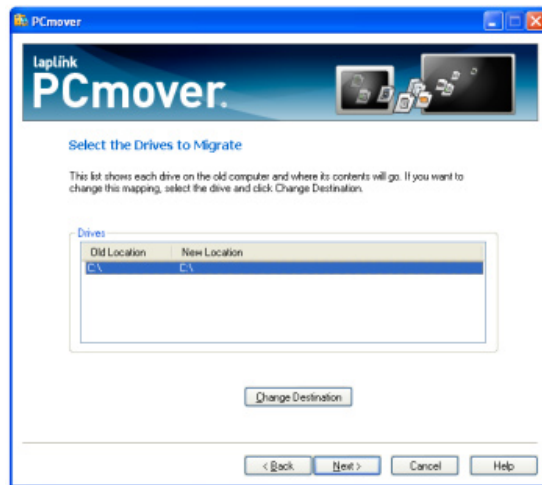 PCmover
laplink
PCmover.
Select the Drives to Migrate
This list shows each drive on the old computer and where its contents will go. If you want to
change this mapping, select the drive and click Change Destination.
Drives
Old Location New Location
C:\ C:\
Change Destination
< Back Next > Cancel Help